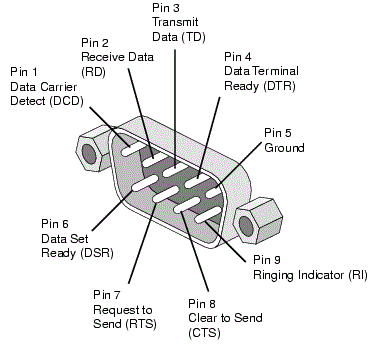 Pin 3
Transmit
Data (TD)
Pin 2
Receive Data
(RD)
Pin 4
Data Terminal
Ready (DTR)
Pin 1
Data Carrier
Detect (DCD)
Pin 5
Ground
Pin 6
Data Set
Ready (DSR)
Pin 9
Ringing Indicator (RI)
Pin 7
Request to
Send (RTS)
Pin 8
Clear to Send
(CTS)